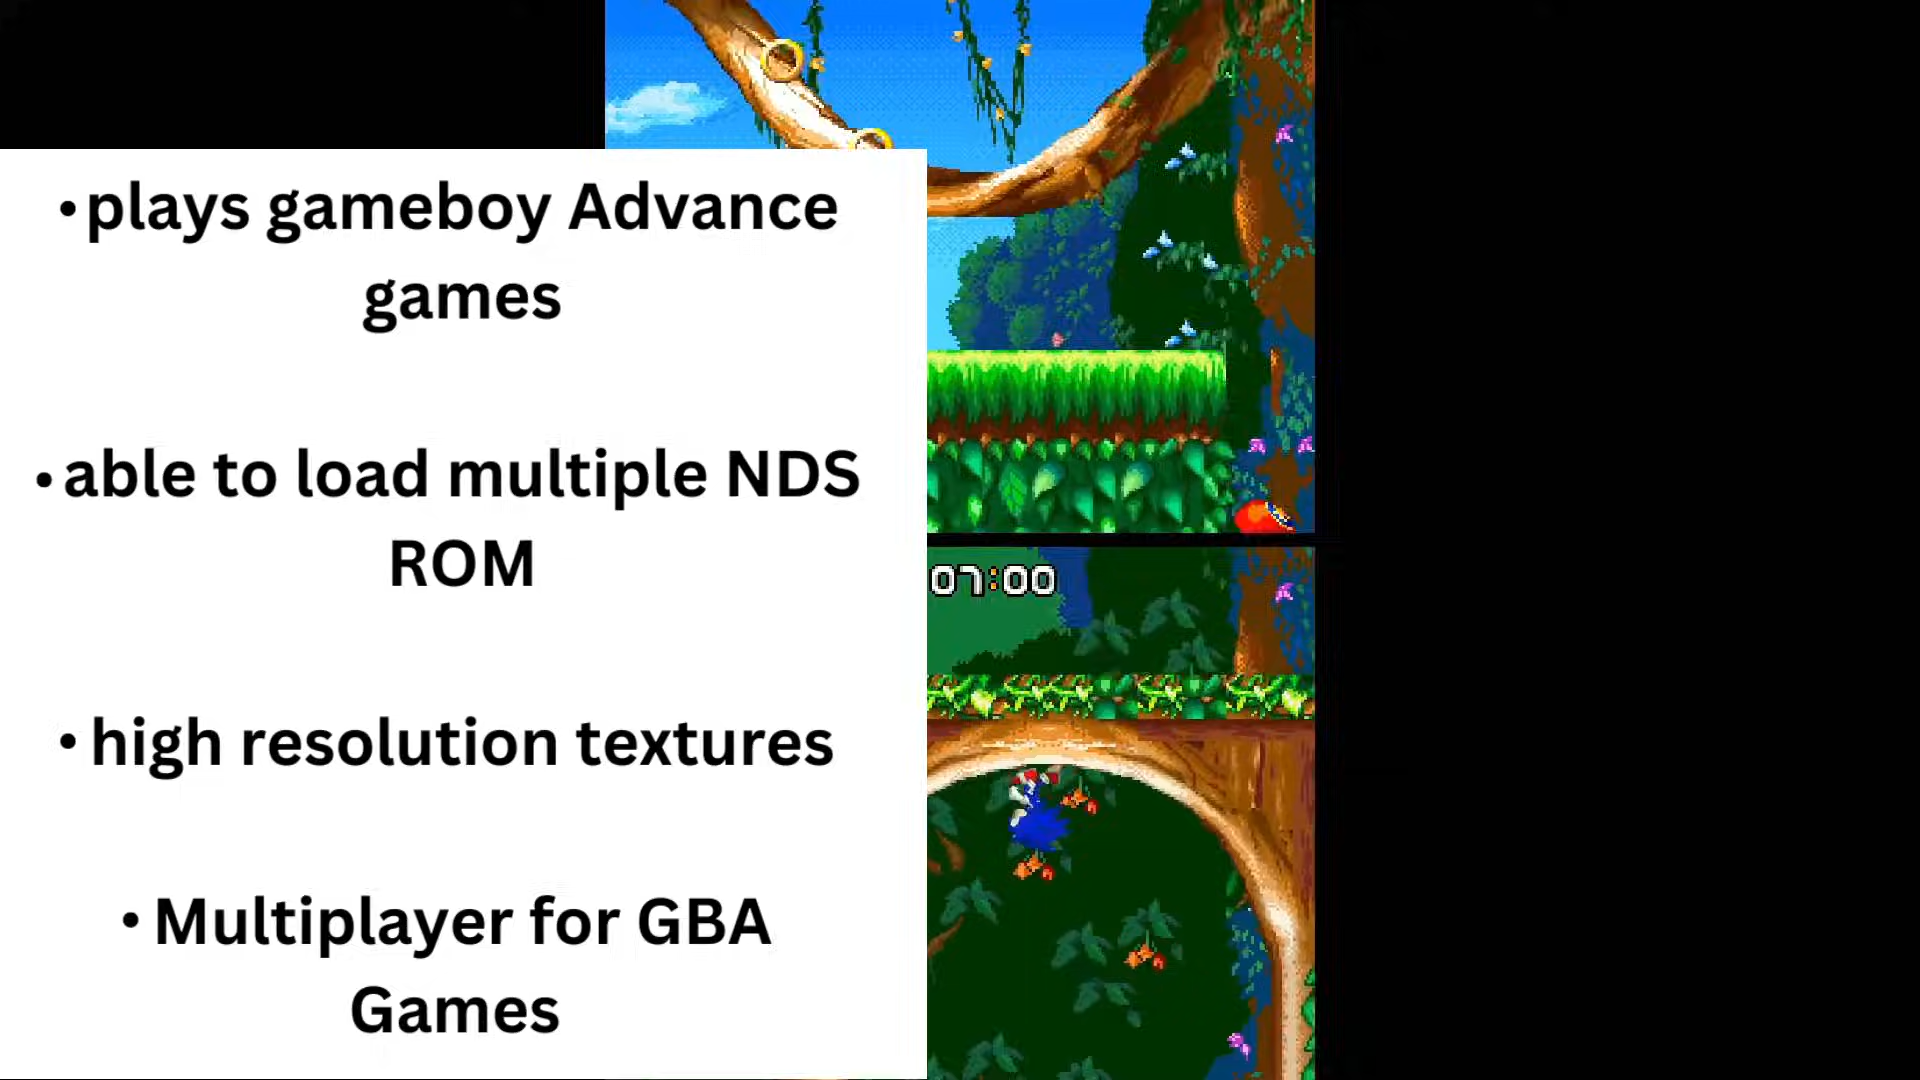 • plays gameboy Advance
games
• able to load multiple NDS
ROM
• high resolution textures
• Multiplayer for GBA
Games
07:00